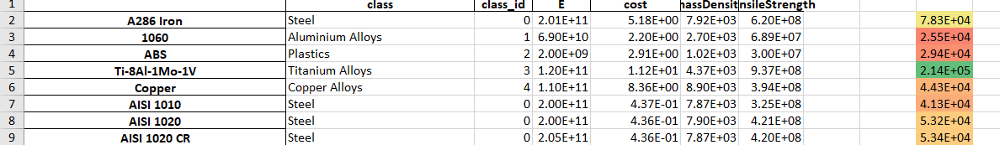 1 class class_id E cost massDensit nsileStrength
2 A286 Iron Steel 0 2.01E+11 5.18E+00 7.92E+03 6.20E+08 7.83E+04
3 1060 Aluminium Alloys 1 6.90E+10 2.20E+00 2.70E+03 6.89E+07 2.55E+04
4 ABS Plastics 2 2.00E+09 2.91E+00 1.02E+03 3.00E+07 2.94E+04
5 Ti-8Al-1Mo-1V Titanium Alloys 3 1.20E+11 1.12E+01 4.37E+03 9.37E+08 2.14E+05
6 Copper Copper Alloys 4 1.10E+11 8.36E+00 8.90E+03 3.94E+08 4.43E+04
7 AISI 1010 Steel 0 2.00E+11 4.37E-01 7.87E+03 3.25E+08 4.13E+04
8 AISI 1020 Steel 0 2.00E+11 4.36E-01 7.90E+03 4.21E+08 5.32E+04
9 AISI 1020 CR Steel 0 2.05E+11 4.36E-01 7.87E+03 4.20E+08 5.34E+04